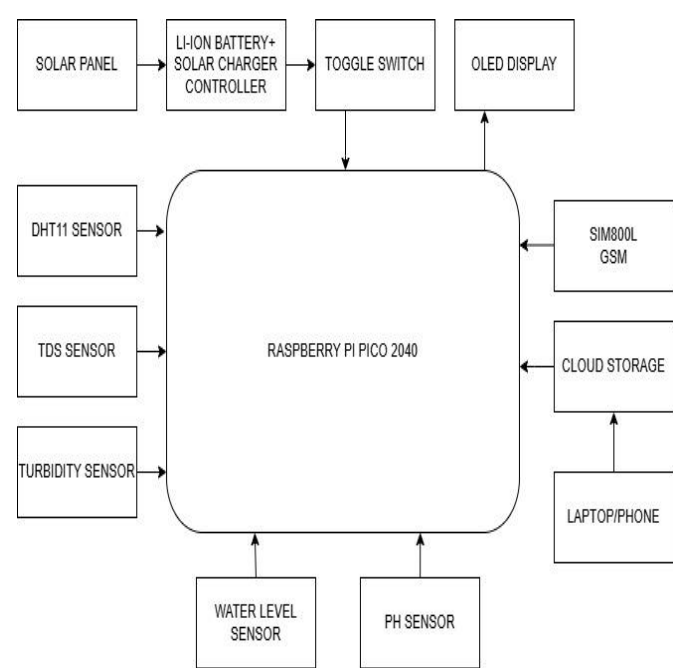 SOLAR PANEL
LI-ION BATTERY+
SOLAR CHARGER
CONTROLLER
TOGGLE SWITCH
OLED DISPLAY
DHT11 SENSOR
SIM800L
GSM
TDS SENSOR
RASPBERRY PI PICO 2040
CLOUD STORAGE
TURBIDITY SENSOR
LAPTOP/PHONE
WATER LEVEL
SENSOR
PH SENSOR